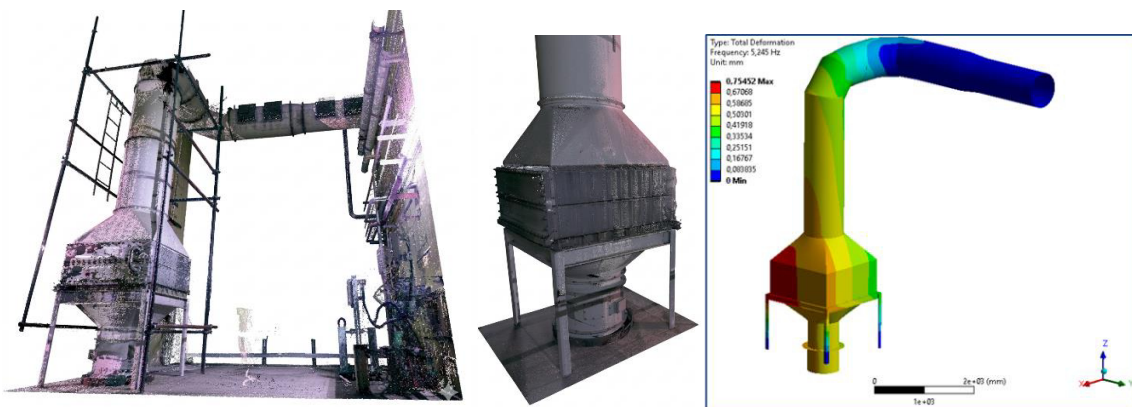 Type: Total Deformation
Frequency: 5,245 Hz
Unit: mm
0,75452 Max
0,67068
0,58685
0,50301
0,41918
0,33534
0,25151
0,16767
0,083835
0 Min
Z
X
Y
0
2e+03 (mm)
1e+03